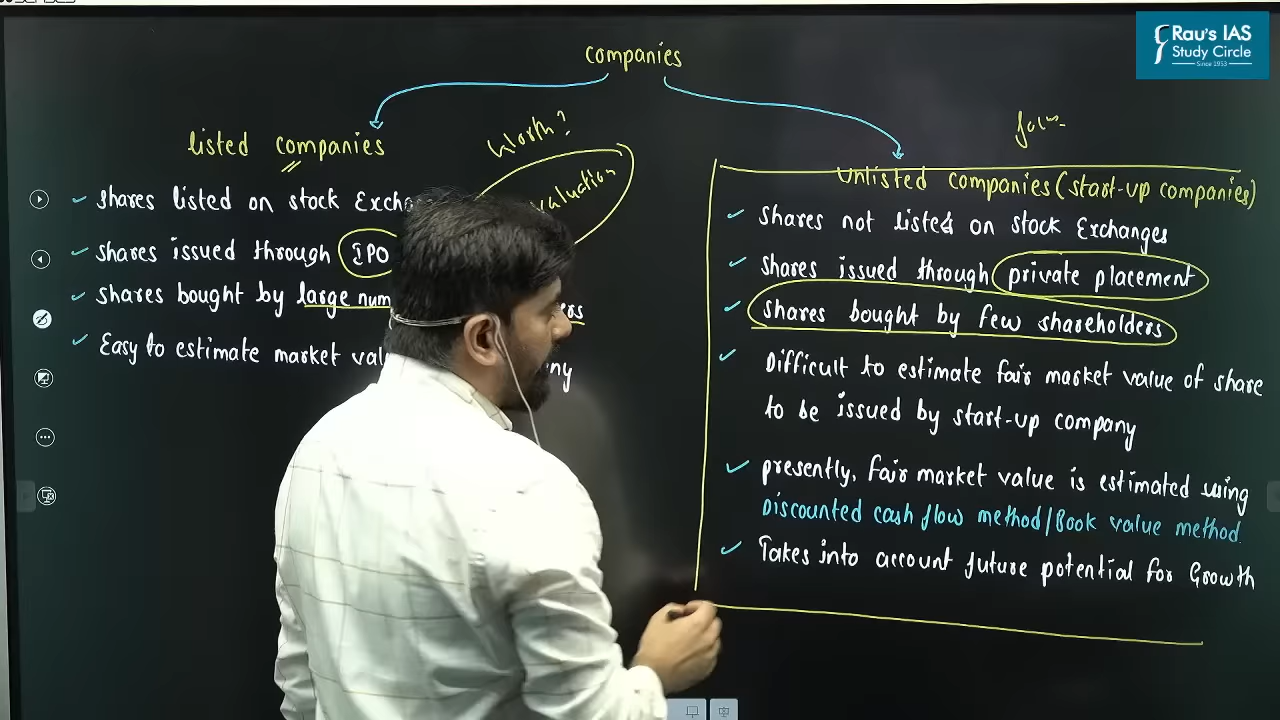 Rau's IAS
Study Circle
Since 1953
companies
listed companies
Worth?
valuation
focus
shares listed on stock Excha
shares issued through IPO
shares bought by large num
ers
Easy to estimate market val
ny
Unlisted companies (start-up companies)
shares not listed on stock Exchanges
shares issued through private placement
shares bought by few shareholders
Difficult to estimate fair market value of share
to be issued by start-up company
presently, fair market value is estimated using
Discounted cash flow method/Book value method.
Takes into account future potential for Growth